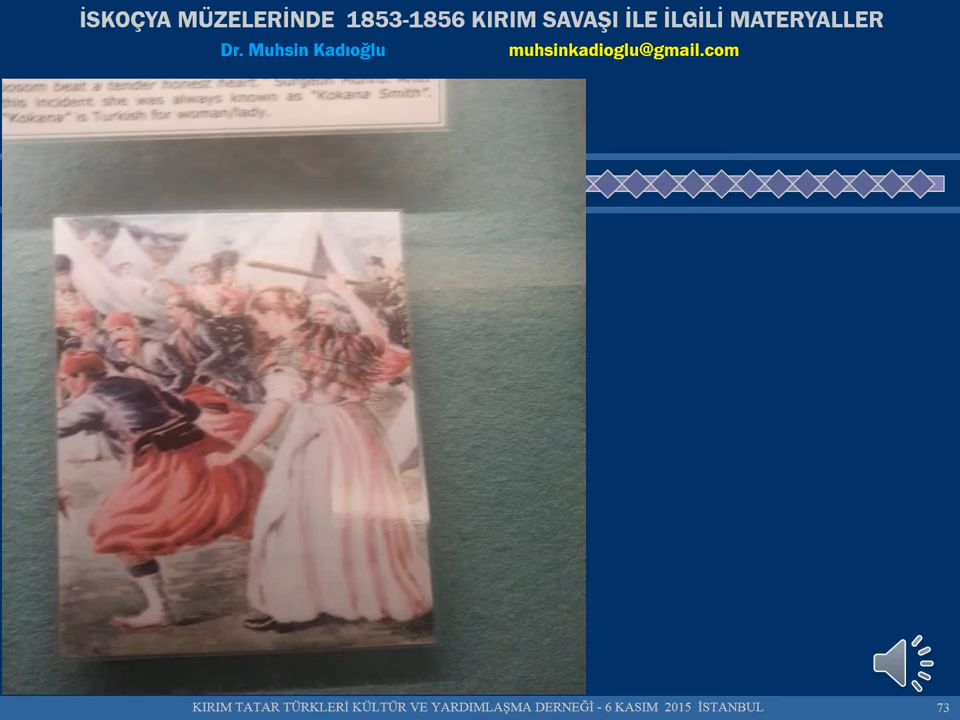 İSKOÇYA MÜZELERİNDE 1853-1856 KIRIM SAVAŞI İLE İLGİLİ MATERYALLER
Dr. Muhsin Kadıoğlu muhsinkadioglu@gmail.com
bosom beat a tender honest heart." Surgeon Munro. After
this incident she was always known as "Kokana Smith".
"Kokana" is Turkish for woman/lady.
KIRIM TATAR TÜRKLERİ KÜLTÜR VE YARDIMLAŞMA DERNEĞİ - 6 KASIM 2015 İSTANBUL 73